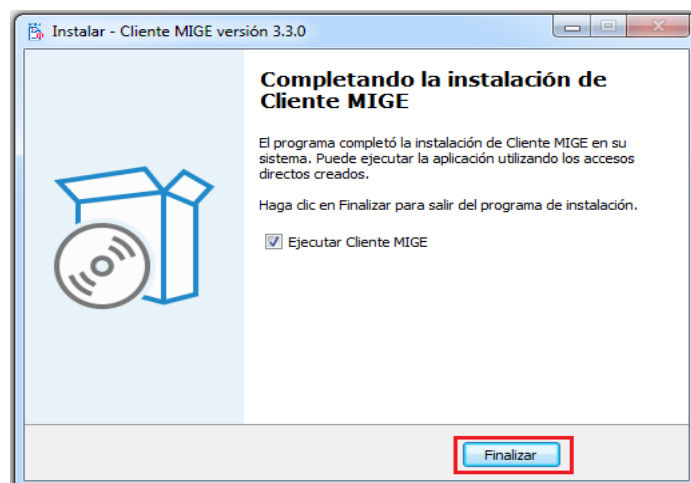 Instalar - Cliente MIGE versión 3.3.0
Completando la instalación de
Cliente MIGE
El programa completó la instalación de Cliente MIGE en su
sistema. Puede ejecutar la aplicación utilizando los accesos
directos creados.
Haga clic en Finalizar para salir del programa de instalación.
Ejecutar Cliente MIGE
Finalizar